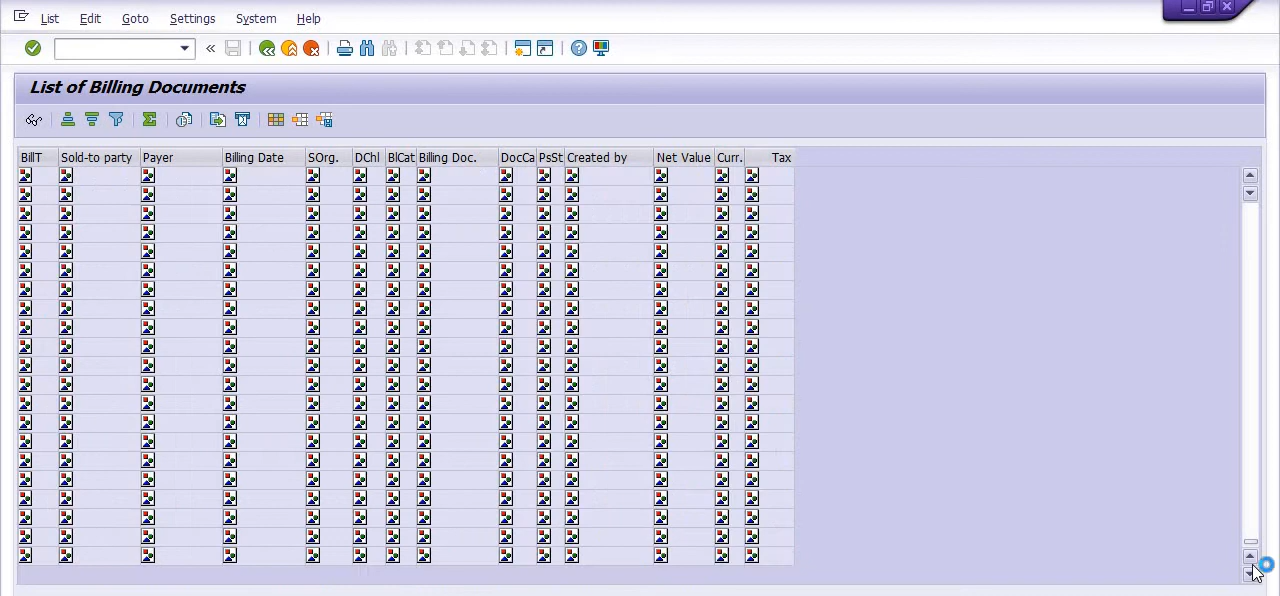 List Edit Goto Settings System Help
List of Billing Documents
BillT Sold-to party Payer Billing Date SOrg. DChl BlCat Billing Doc. DocCa PsSt Created by Net Value Curr. Tax